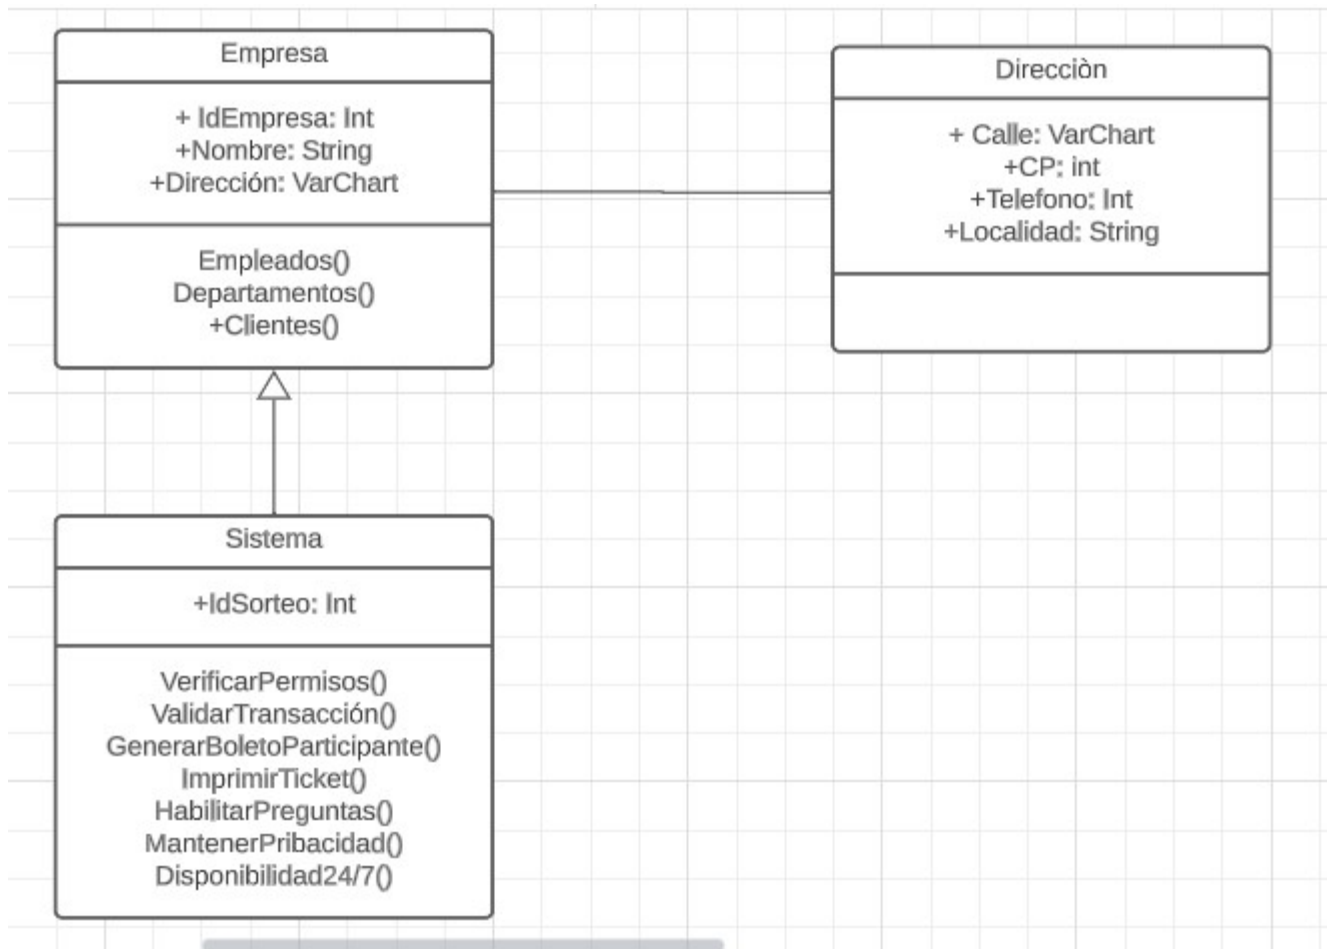 Empresa
+ IdEmpresa: Int
+Nombre: String
+Dirección: VarChart
Empleados()
Departamentos()
+Clientes()
Direcciòn
+ Calle: VarChart
+CP: int
+Telefono: Int
+Localidad: String
Sistema
+IdSorteo: Int
VerificarPermisos()
ValidarTransacción()
GenerarBoletoParticipante()
ImprimirTicket()
HabilitarPreguntas()
MantenerPribacidad()
Disponibilidad24/7()